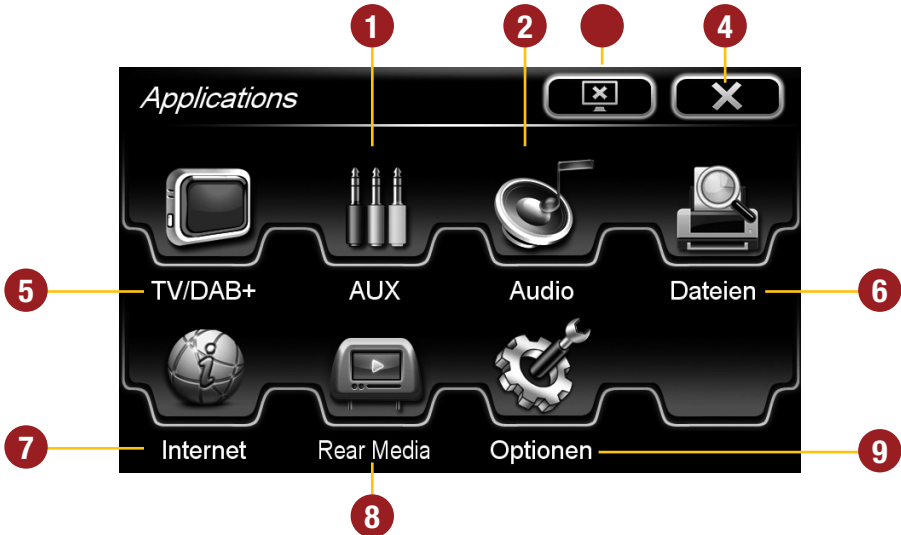 1 2 4
Applications
5 TV/DAB+ AUX Audio Dateien 6
7 Internet Rear Media Optionen 9
8